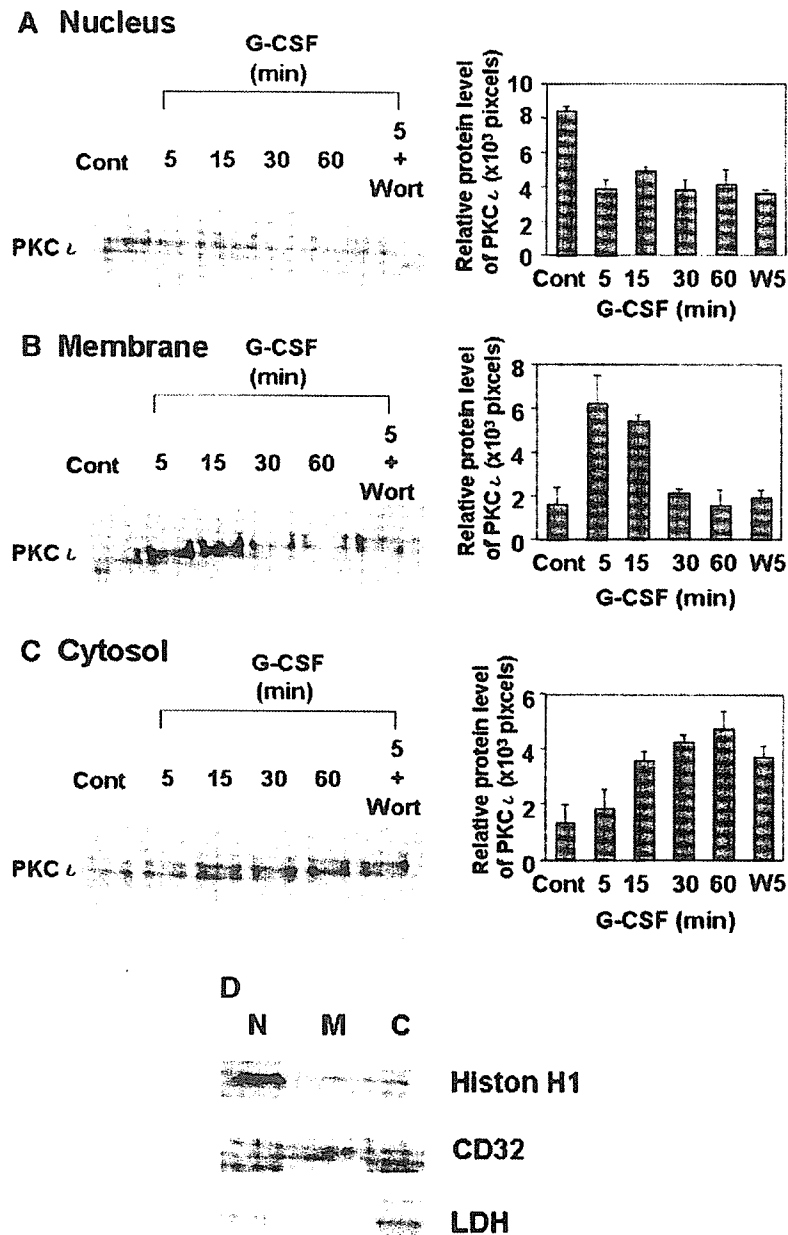 A Nucleus
G-CSF
(min)
5
Cont 5 15 30 60 +
Wort
PKC ι
Relative protein level
of PKC ι (x10³ pixcels)
10
8
6
4
2
0
Cont 5 15 30 60 W5
G-CSF (min)
B Membrane
G-CSF
(min)
5
Cont 5 15 30 60 +
Wort
PKC ι
Relative protein level
of PKC ι (x10³ pixcels)
8
6
4
2
0
Cont 5 15 30 60 W5
G-CSF (min)
C Cytosol
G-CSF
(min)
5
Cont 5 15 30 60 +
Wort
PKC ι
Relative protein level
of PKC ι (x10³ pixcels)
6
4
2
0
Cont 5 15 30 60 W5
G-CSF (min)
D
N M C
Histon H1
CD32
LDH